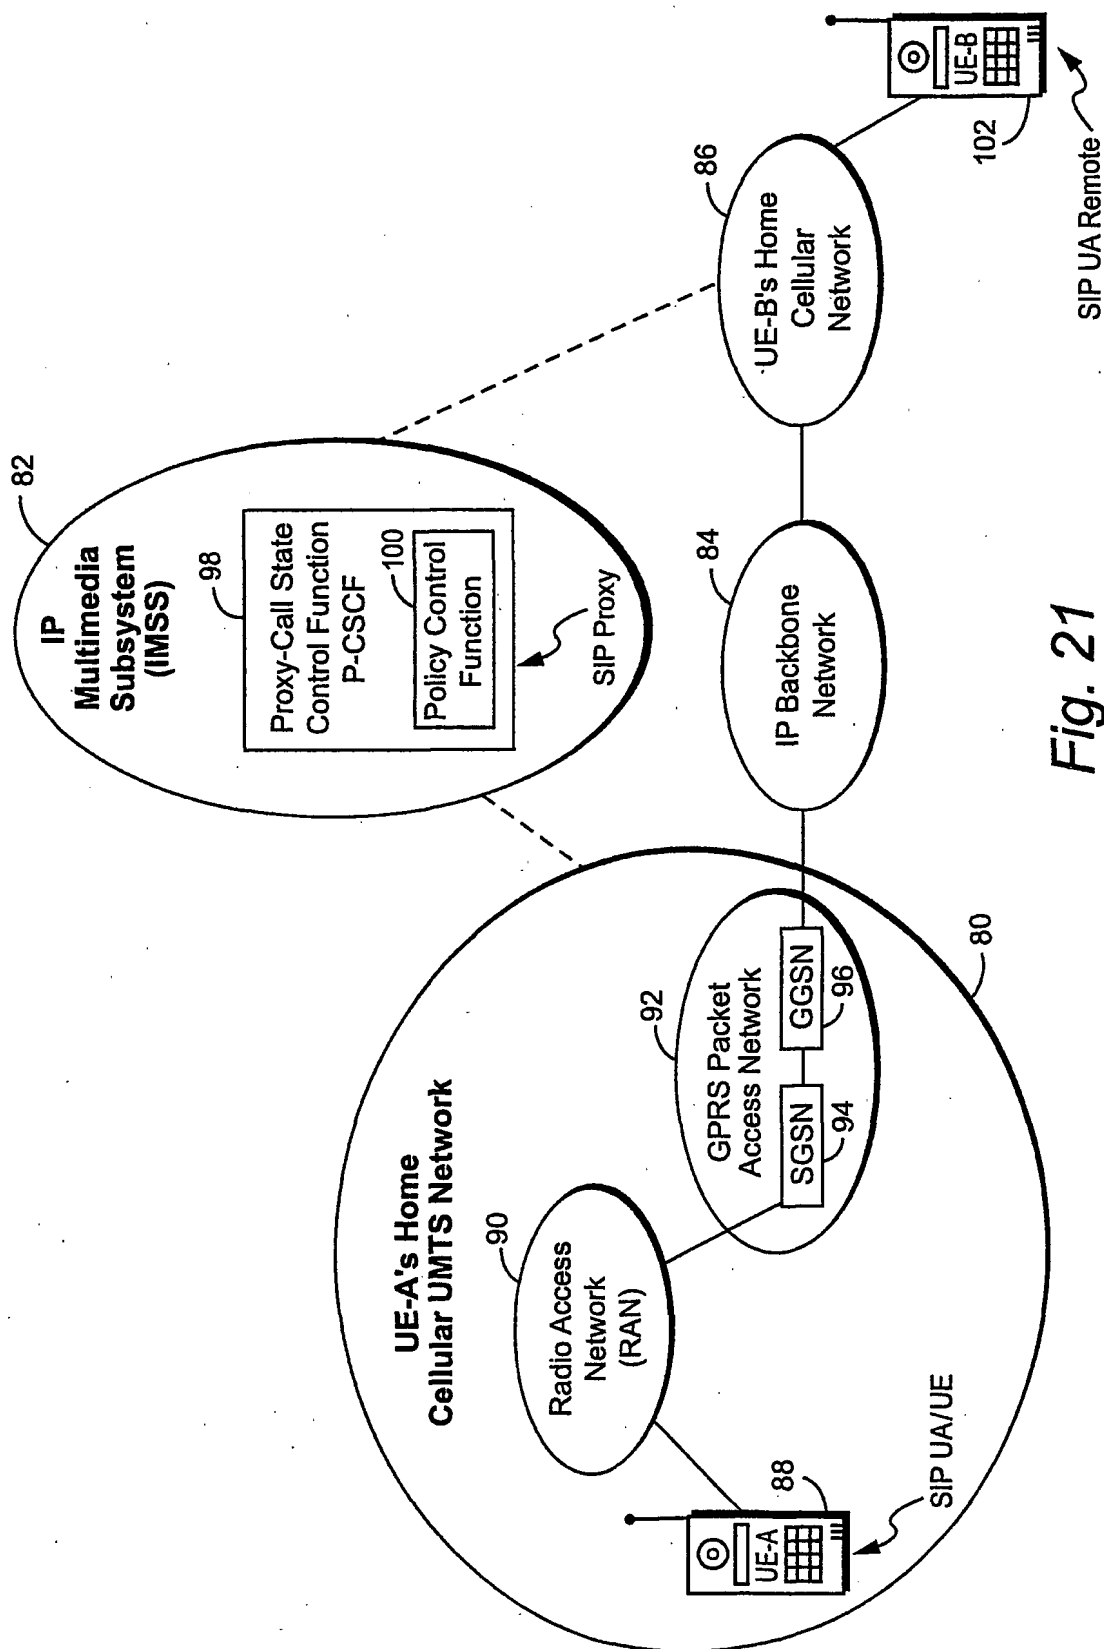 IP
Multimedia
Subsystem
(IMSS)
82
98
Proxy-Call State
Control Function
P-CSCF
100
Policy Control
Function
SIP Proxy
UE-A's Home
Cellular UMTS Network
90
Radio Access
Network
(RAN)
92
GPRS Packet
Access Network
SGSN
94
GGSN
96
80
UE-A
88
SIP UA/UE
84
IP Backbone
Network
86
UE-B's Home
Cellular
Network
UE-B
102
SIP UA Remote
Fig. 21